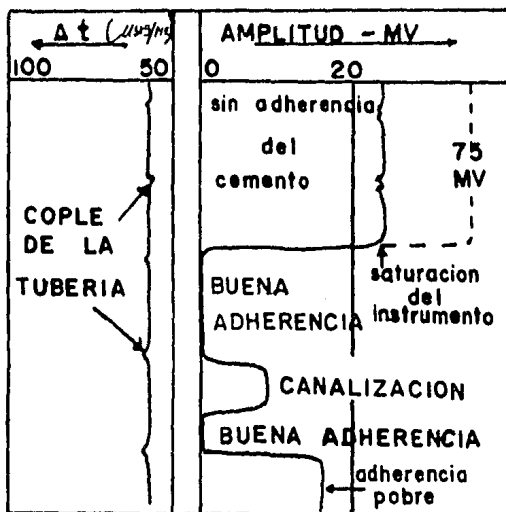 Δt
AMPLITUD - MV
100
50
0
20
sin adherencia
del
cemento
75
MV
COPLE
DE LA
TUBERIA
saturacion
del
instrumento
BUENA
ADHERENCIA
CANALIZACION
BUENA ADHERENCIA
adherencia
pobre